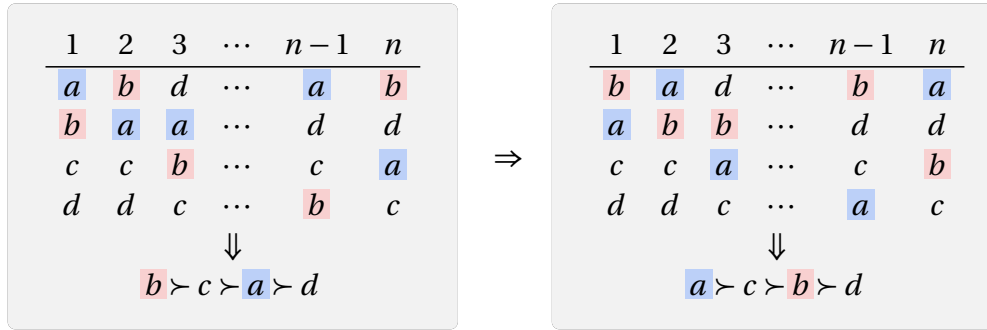 1 2 3 ⋯ n − 1 n
a b d ⋯ a b
b a a ⋯ d d
c c b ⋯ c a
d d c ⋯ b c
⇓
b ≻ c ≻ a ≻ d
⇒
1 2 3 ⋯ n − 1 n
b a d ⋯ b a
a b b ⋯ d d
c c a ⋯ c b
d d c ⋯ a c
⇓
a ≻ c ≻ b ≻ d